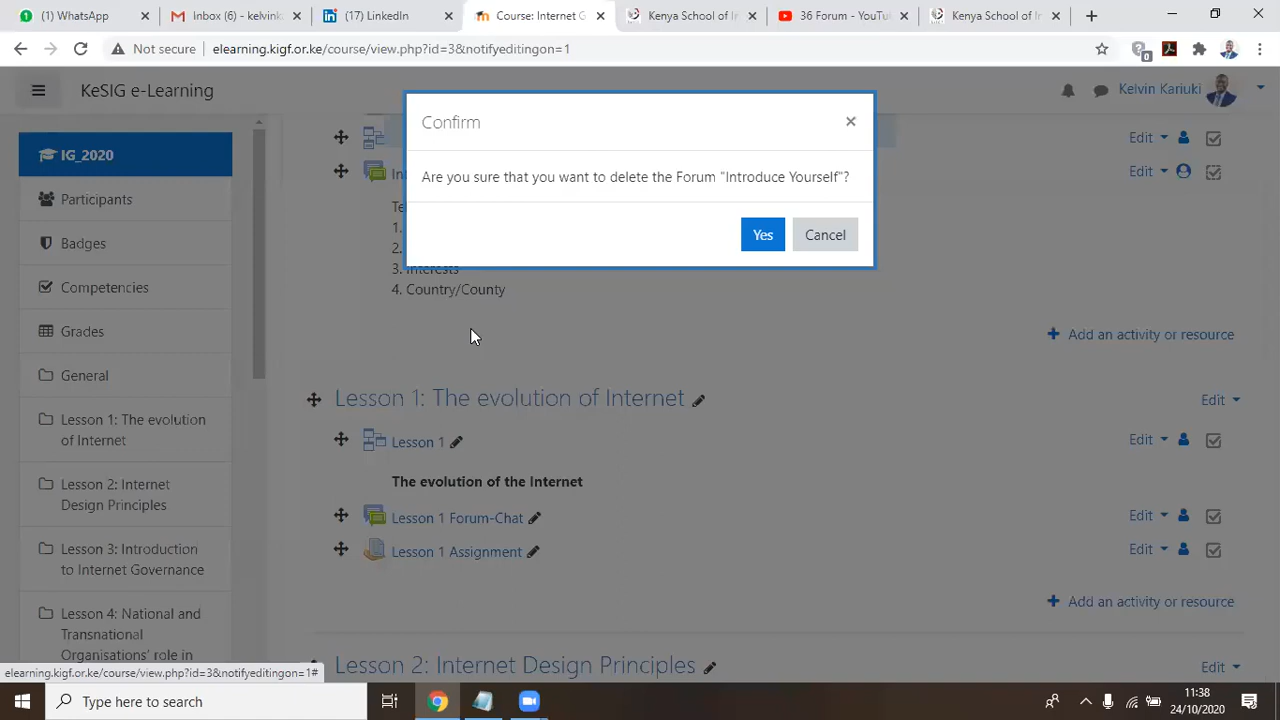 (1) WhatsApp
Inbox (6) - kelvink
(17) LinkedIn
Course: Internet G
Kenya School of I
36 Forum - YouTu
Kenya School of I
Not secure
elearning.kigf.or.ke/course/view.php?id=3&notifyeditingon=1
0
KeSIG e-Learning
Kelvin Kariuki
Confirm
Are you sure that you want to delete the Forum "Introduce Yourself"?
Yes
Cancel
IG_2020
Participants
Badges
Competencies
Grades
General
Lesson 1: The evolution
of Internet
Lesson 2: Internet
Design Principles
Lesson 3: Introduction
to Internet Governance
Lesson 4: National and
Transnational
Organisations' role in
Edit
Edit
1.
2.
3. Interests
4. Country/County
Add an activity or resource
Lesson 1: The evolution of Internet
Edit
Lesson 1
Edit
The evolution of the Internet
Lesson 1 Forum-Chat
Edit
Lesson 1 Assignment
Edit
Add an activity or resource
Lesson 2: Internet Design Principles
Edit
elearning.kigf.or.ke/course/view.php?id=3&notifyeditingon=1#
Type here to search
11:38
24/10/2020